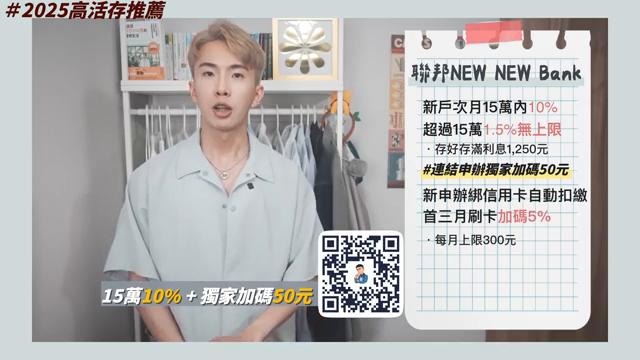 #2025高活存推薦
聯邦NEW NEW Bank
新戶次月15萬內10%
超過15萬1.5%無上限
・存好存滿利息1,250元
#連結申辦獨家加碼50元
新申辦綁信用卡自動扣繳
首三月刷卡加碼5%
・每月上限300元
15萬10% + 獨家加碼50元